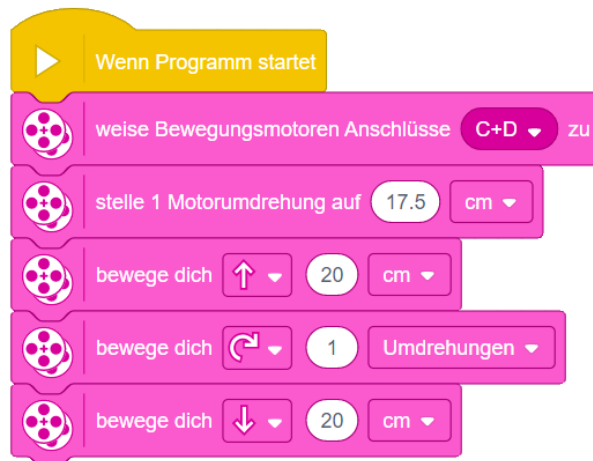 Wenn Programm startet
weise Bewegungsmotoren Anschlüsse C+D zu
stelle 1 Motorumdrehung auf 17.5 cm
bewege dich 20 cm
bewege dich 1 Umdrehungen
bewege dich 20 cm